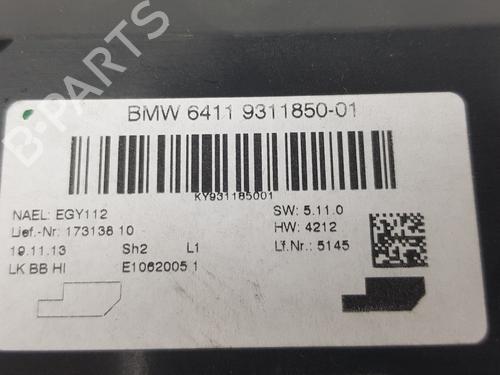 BMW 6411 9311850-01
KY931185001
NAEL: EGY112
SW: 5.11.0
Lief.-Nr: 173138 10
HW: 4212
19.11.13 Sh2 L1
Lf.Nr.: 5145
LK BB HI E1062005 1
B-PARTS